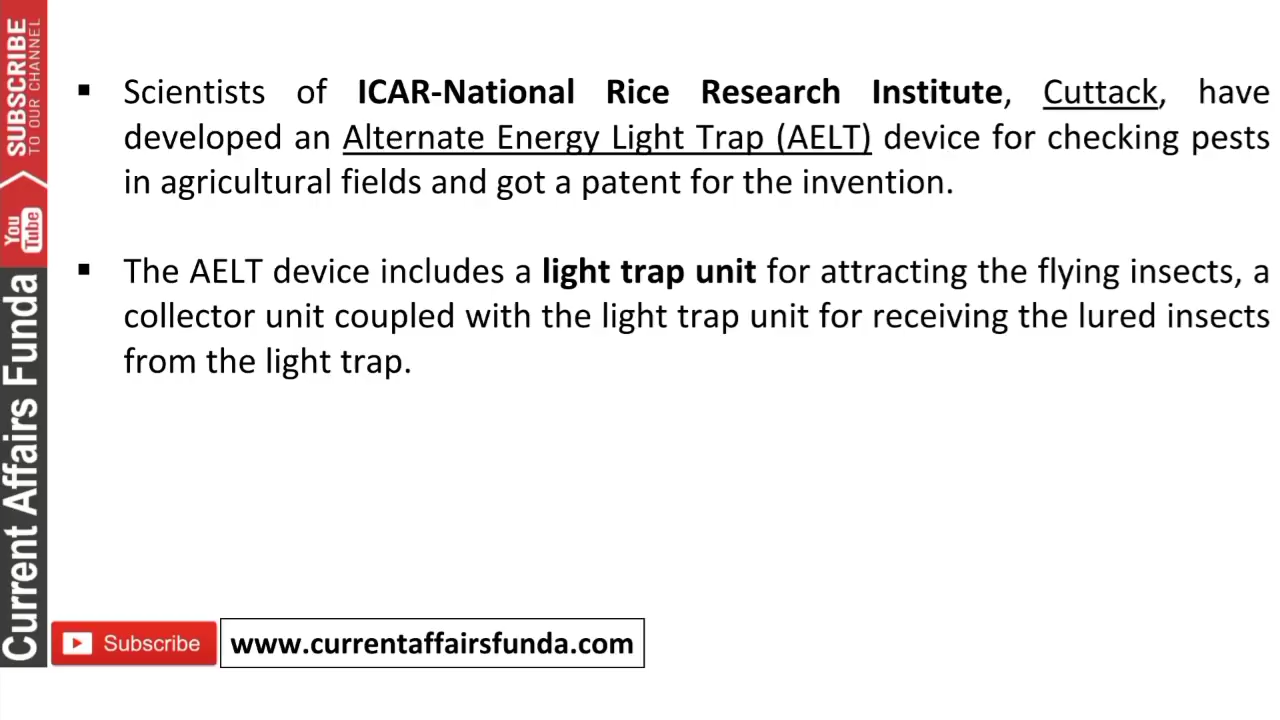 SUBSCRIBE
TO OUR CHANNEL
You
Tube
Current Affairs Funda
▪ Scientists of ICAR-National Rice Research Institute, Cuttack, have
developed an Alternate Energy Light Trap (AELT) device for checking pests
in agricultural fields and got a patent for the invention.
▪ The AELT device includes a light trap unit for attracting the flying insects, a
collector unit coupled with the light trap unit for receiving the lured insects
from the light trap.
Subscribe
www.currentaffairsfunda.com